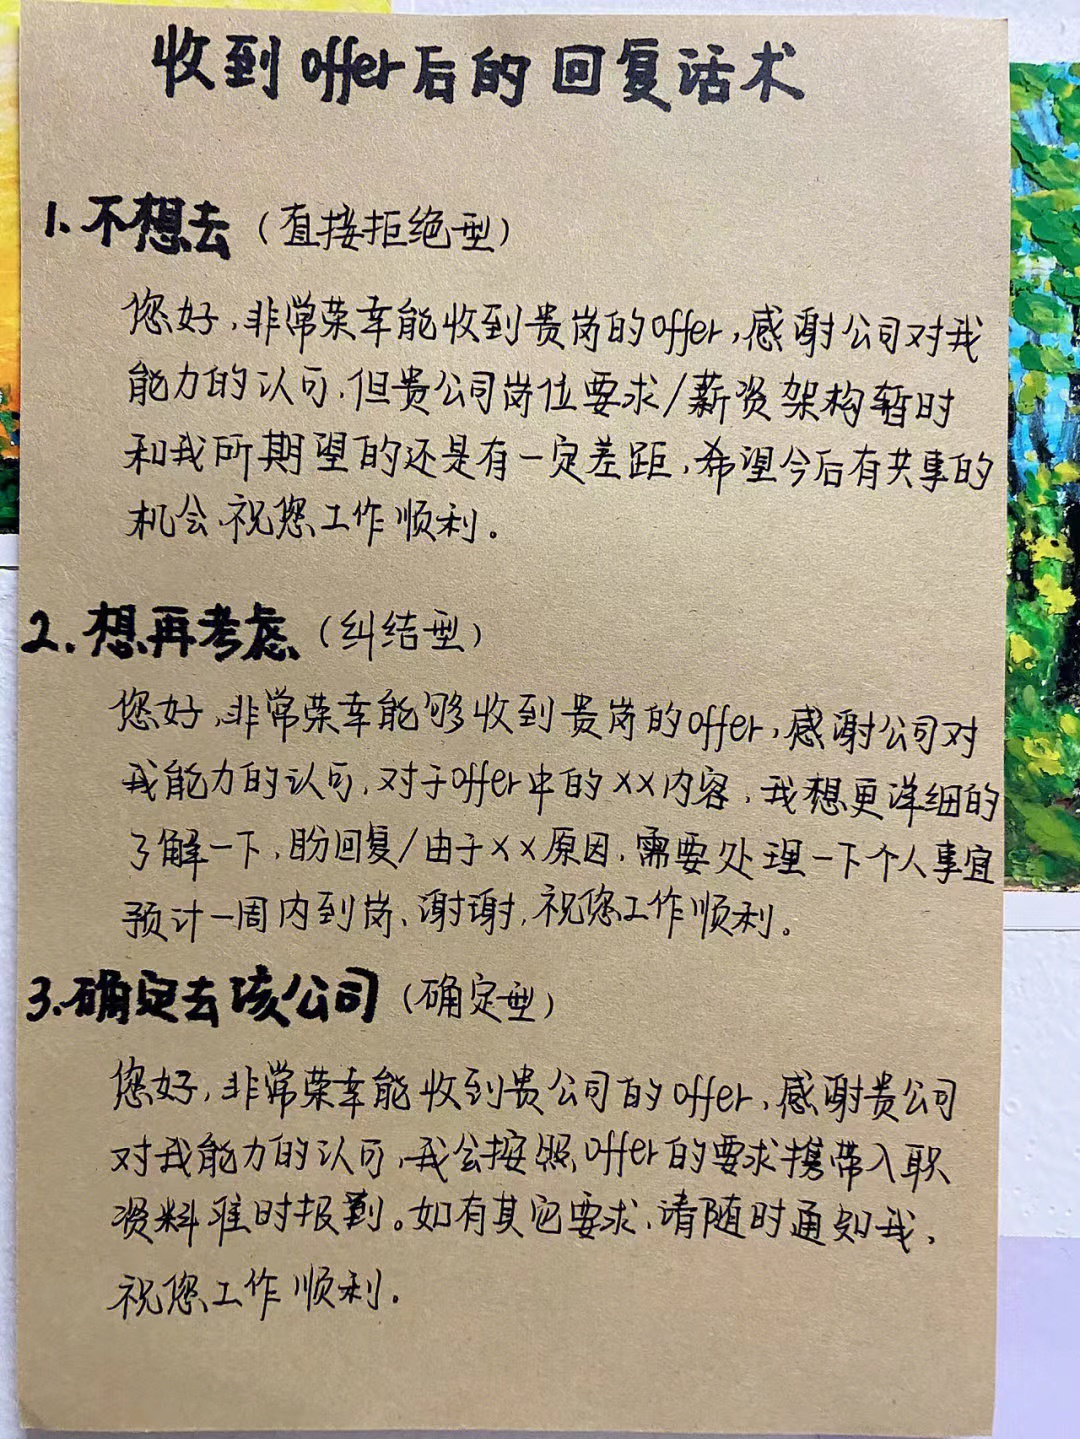 收到offer后的回复话术
1、不想去（直接拒绝型）
您好，非常荣幸能收到贵岗的offer，感谢公司对我
能力的认可，但贵公司岗位要求/薪资架构暂时
和我所期望的还是有一定差距，希望今后有共事的
机会、祝您工作顺利。
2.想再考虑（纠结型）
您好，非常荣幸能够收到贵岗的offer，感谢公司对
我能力的认可，对于offer中的XX内容，我想更详细的
了解一下，盼回复/由于XX原因，需要处理一下个人事宜
预计一周内到岗、谢谢，祝您工作顺利。
3.确定去该公司（确定型）
您好，非常荣幸能收到贵公司的offer，感谢贵公司
对我能力的认可，我会按照offer的要求携带入职
资料准时报到。如有其它要求、请随时通知我，
祝您工作顺利。